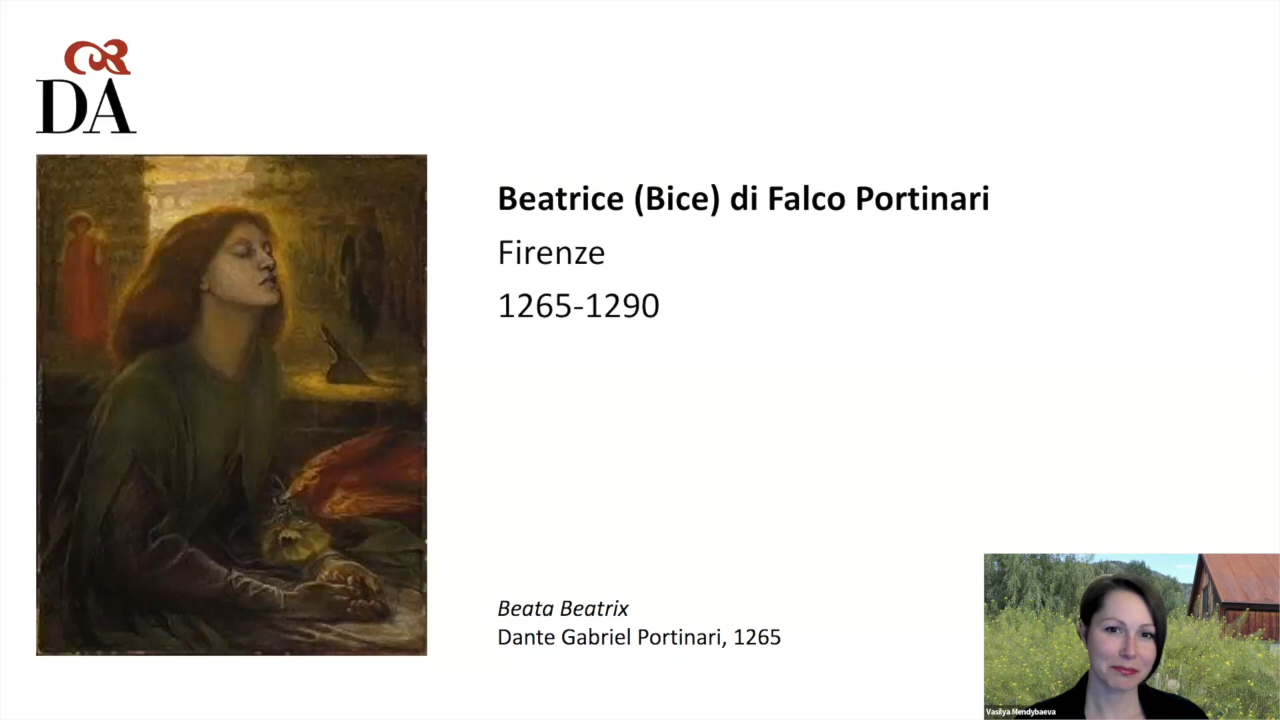 DA
Beatrice (Bice) di Falco Portinari
Firenze
1265-1290
Beata Beatrix
Dante Gabriel Portinari, 1265
Vasilya Mendybaeva